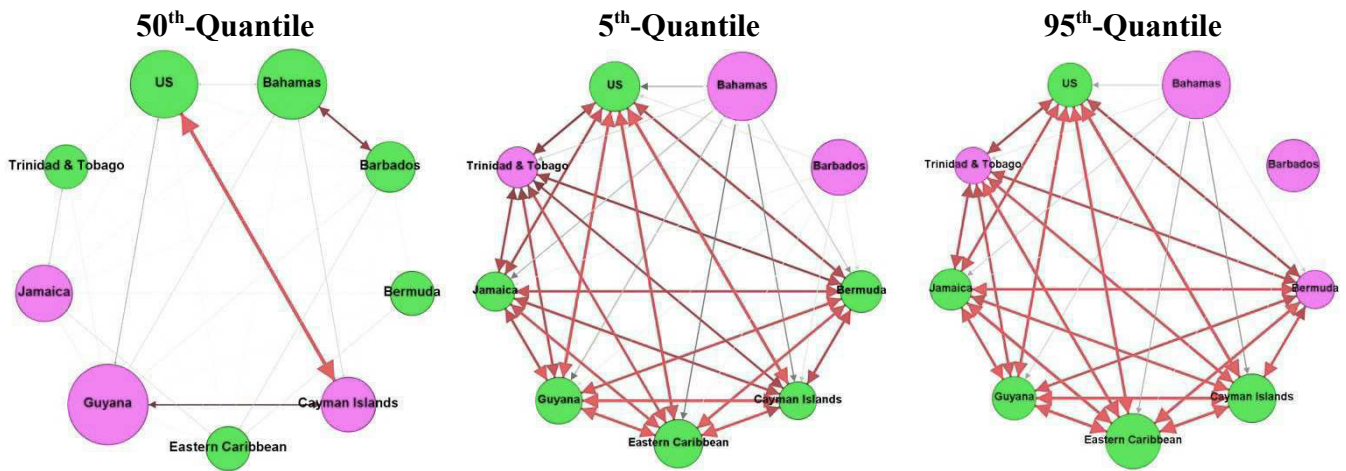 50th-Quantile
US
Bahamas
Trinidad & Tobago
Barbados
Jamaica
Bermuda
Guyana
Cayman Islands
Eastern Caribbean
5th-Quantile
US
Bahamas
Trinidad & Tobago
Barbados
Jamaica
Bermuda
Guyana
Cayman Islands
Eastern Caribbean
95th-Quantile
US
Bahamas
Trinidad & Tobago
Barbados
Jamaica
Bermuda
Guyana
Cayman Islands
Eastern Caribbean